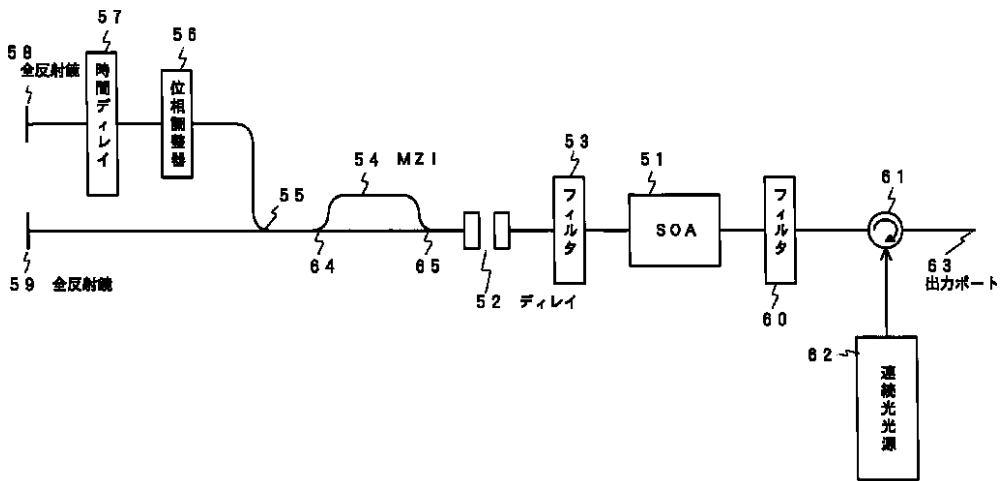 57
58
全反射鏡
時間ディレイ
56
位相調整器
54 MZI
55
53
フィルタ
51
SOA
フィルタ
61
64
65
59 全反射鏡
52 ディレイ
60
63
出力ポート
62
連続光光源